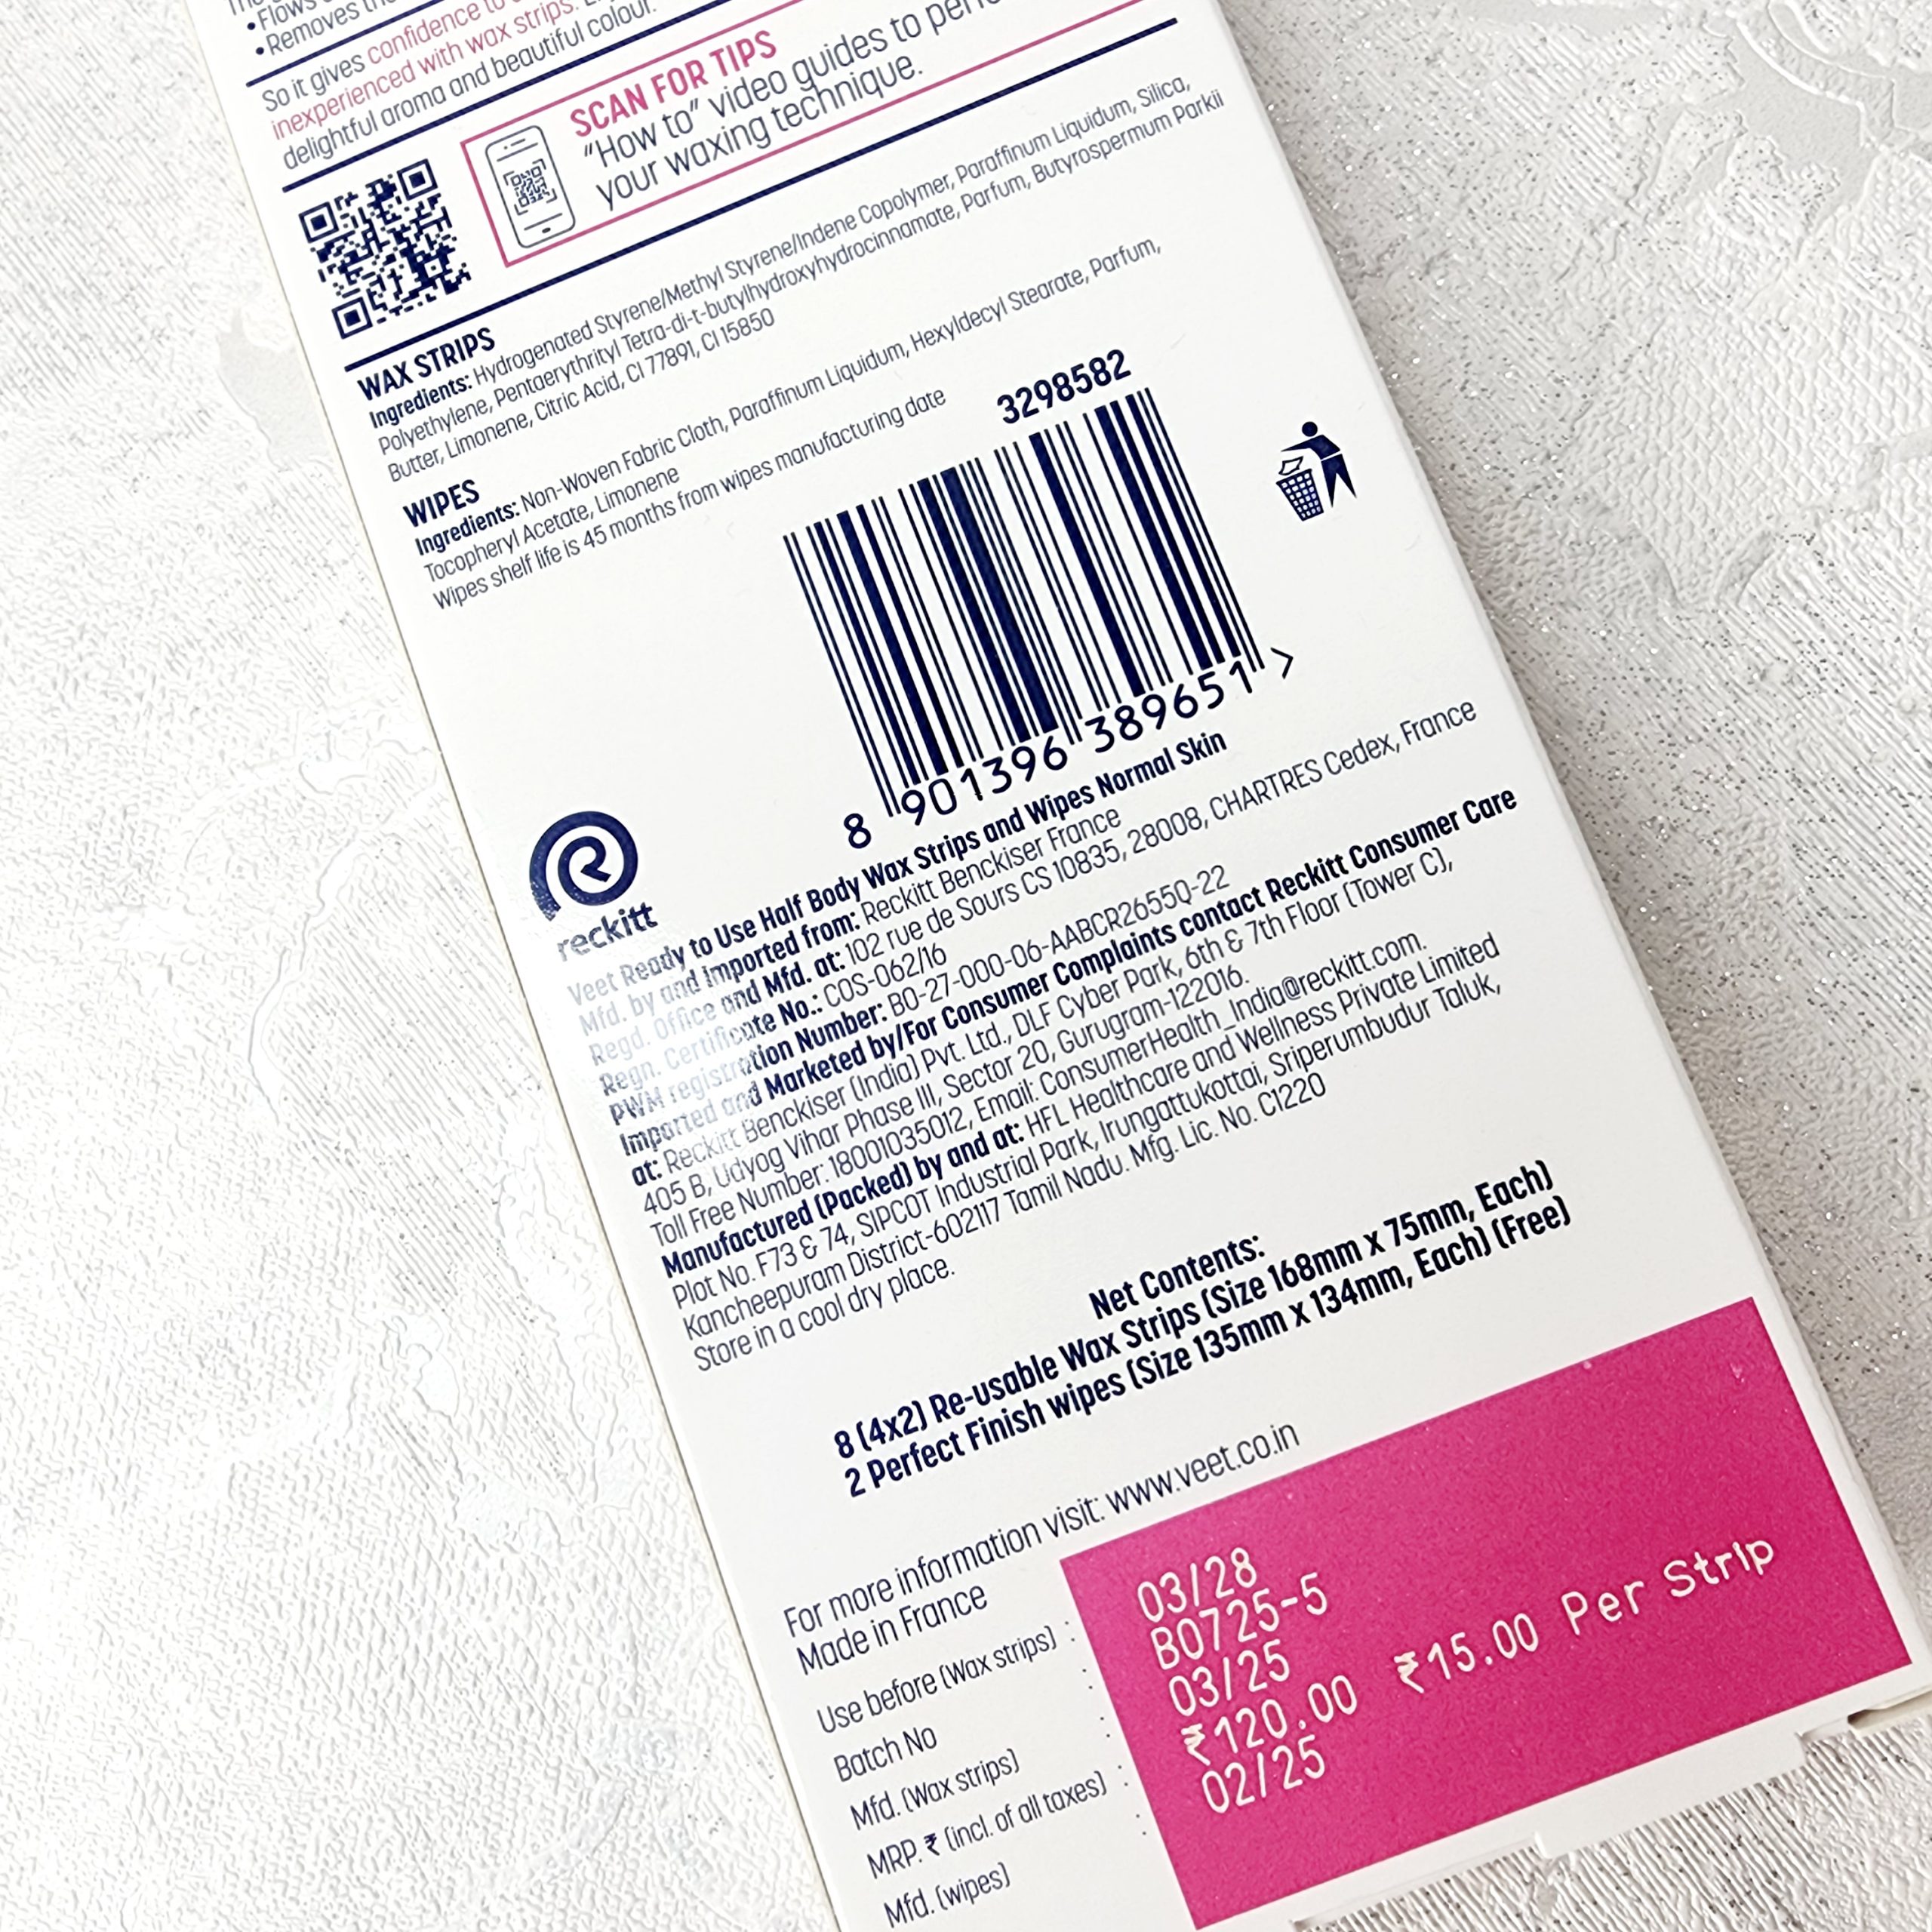 • Flows
• Removes
So it gives confidence to
inexperienced with wax strips.
delightful aroma and beautiful colour.
SCAN FOR TIPS
"How to" video guides to
your waxing technique.
WAX STRIPS
Ingredients: Hydrogenated Styrene/Methyl Styrene/Indene Copolymer, Paraffinum Liquidum, Silica,
Polyethylene, Pentaerythrityl Tetra-di-t-butylhydroxyhydrocinnamate, Parfum, Butyrospermum Parkii
Butter, Limonene, Citric Acid, CI 77891, CI 15850
WIPES
Ingredients: Non-Woven Fabric Cloth, Paraffinum Liquidum, Hexyldecyl Stearate, Parfum,
Tocopheryl Acetate, Limonene
Wipes shelf life is 45 months from wipes manufacturing date
3298582
8 901396 389651 >
reckitt
Veet Ready to Use Half Body Wax Strips and Wipes Normal Skin
Mfd. by and Imported from: Reckitt Benckiser France
Regd. Office and Mfd. at: 102 rue de Sours CS 10835, 28008, CHARTRES Cedex, France
Regn. Certificate No.: COS-062/16
PWM registration Number: BO-27-000-06-AABCR2655Q-22
Imported and Marketed by/For Consumer Complaints contact Reckitt Consumer Care
at: Reckitt Benckiser (India) Pvt. Ltd., DLF Cyber Park, 6th & 7th Floor (Tower C),
405 B, Udyog Vihar Phase III, Sector 20, Gurugram-122016.
Toll Free Number: 18001035012, Email: ConsumerHealth_India@reckitt.com.
Manufactured (Packed) by and at: HFL Healthcare and Wellness Private Limited
Plot No. F73 & 74, SIPCOT Industrial Park, Irungattukottai, Sriperumbudur Taluk,
Kancheepuram District-602117 Tamil Nadu. Mfg. Lic. No. C1220
Store in a cool dry place.
Net Contents:
8 (4x2) Re-usable Wax Strips (Size 168mm x 75mm, Each)
2 Perfect Finish wipes (Size 135mm x 134mm, Each) (Free)
For more information visit: www.veet.co.in
Made in France
Use before (Wax strips) : 03/28
Batch No : B0725-5
Mfd. (Wax strips) : 03/25
MRP. ₹ (incl. of all taxes) : ₹120.00 ₹15.00 Per Strip
Mfd. (wipes) : 02/25